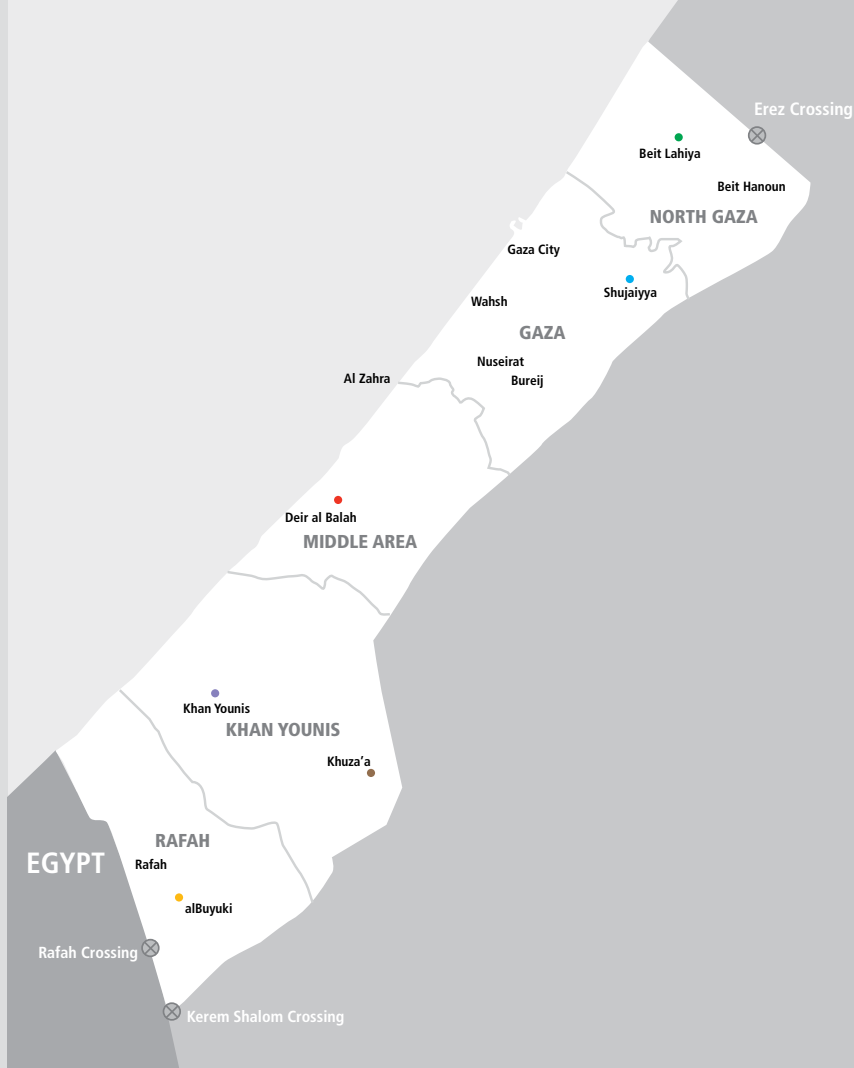 Erez Crossing
Beit Lahiya
Beit Hanoun
NORTH GAZA
Gaza City
Shujaiyya
Wahsh
GAZA
Nuseirat
Al Zahra
Bureij
Deir al Balah
MIDDLE AREA
Khan Younis
KHAN YOUNIS
Khuza’a
RAFAH
EGYPT
Rafah
alBuyuki
Rafah Crossing
Kerem Shalom Crossing